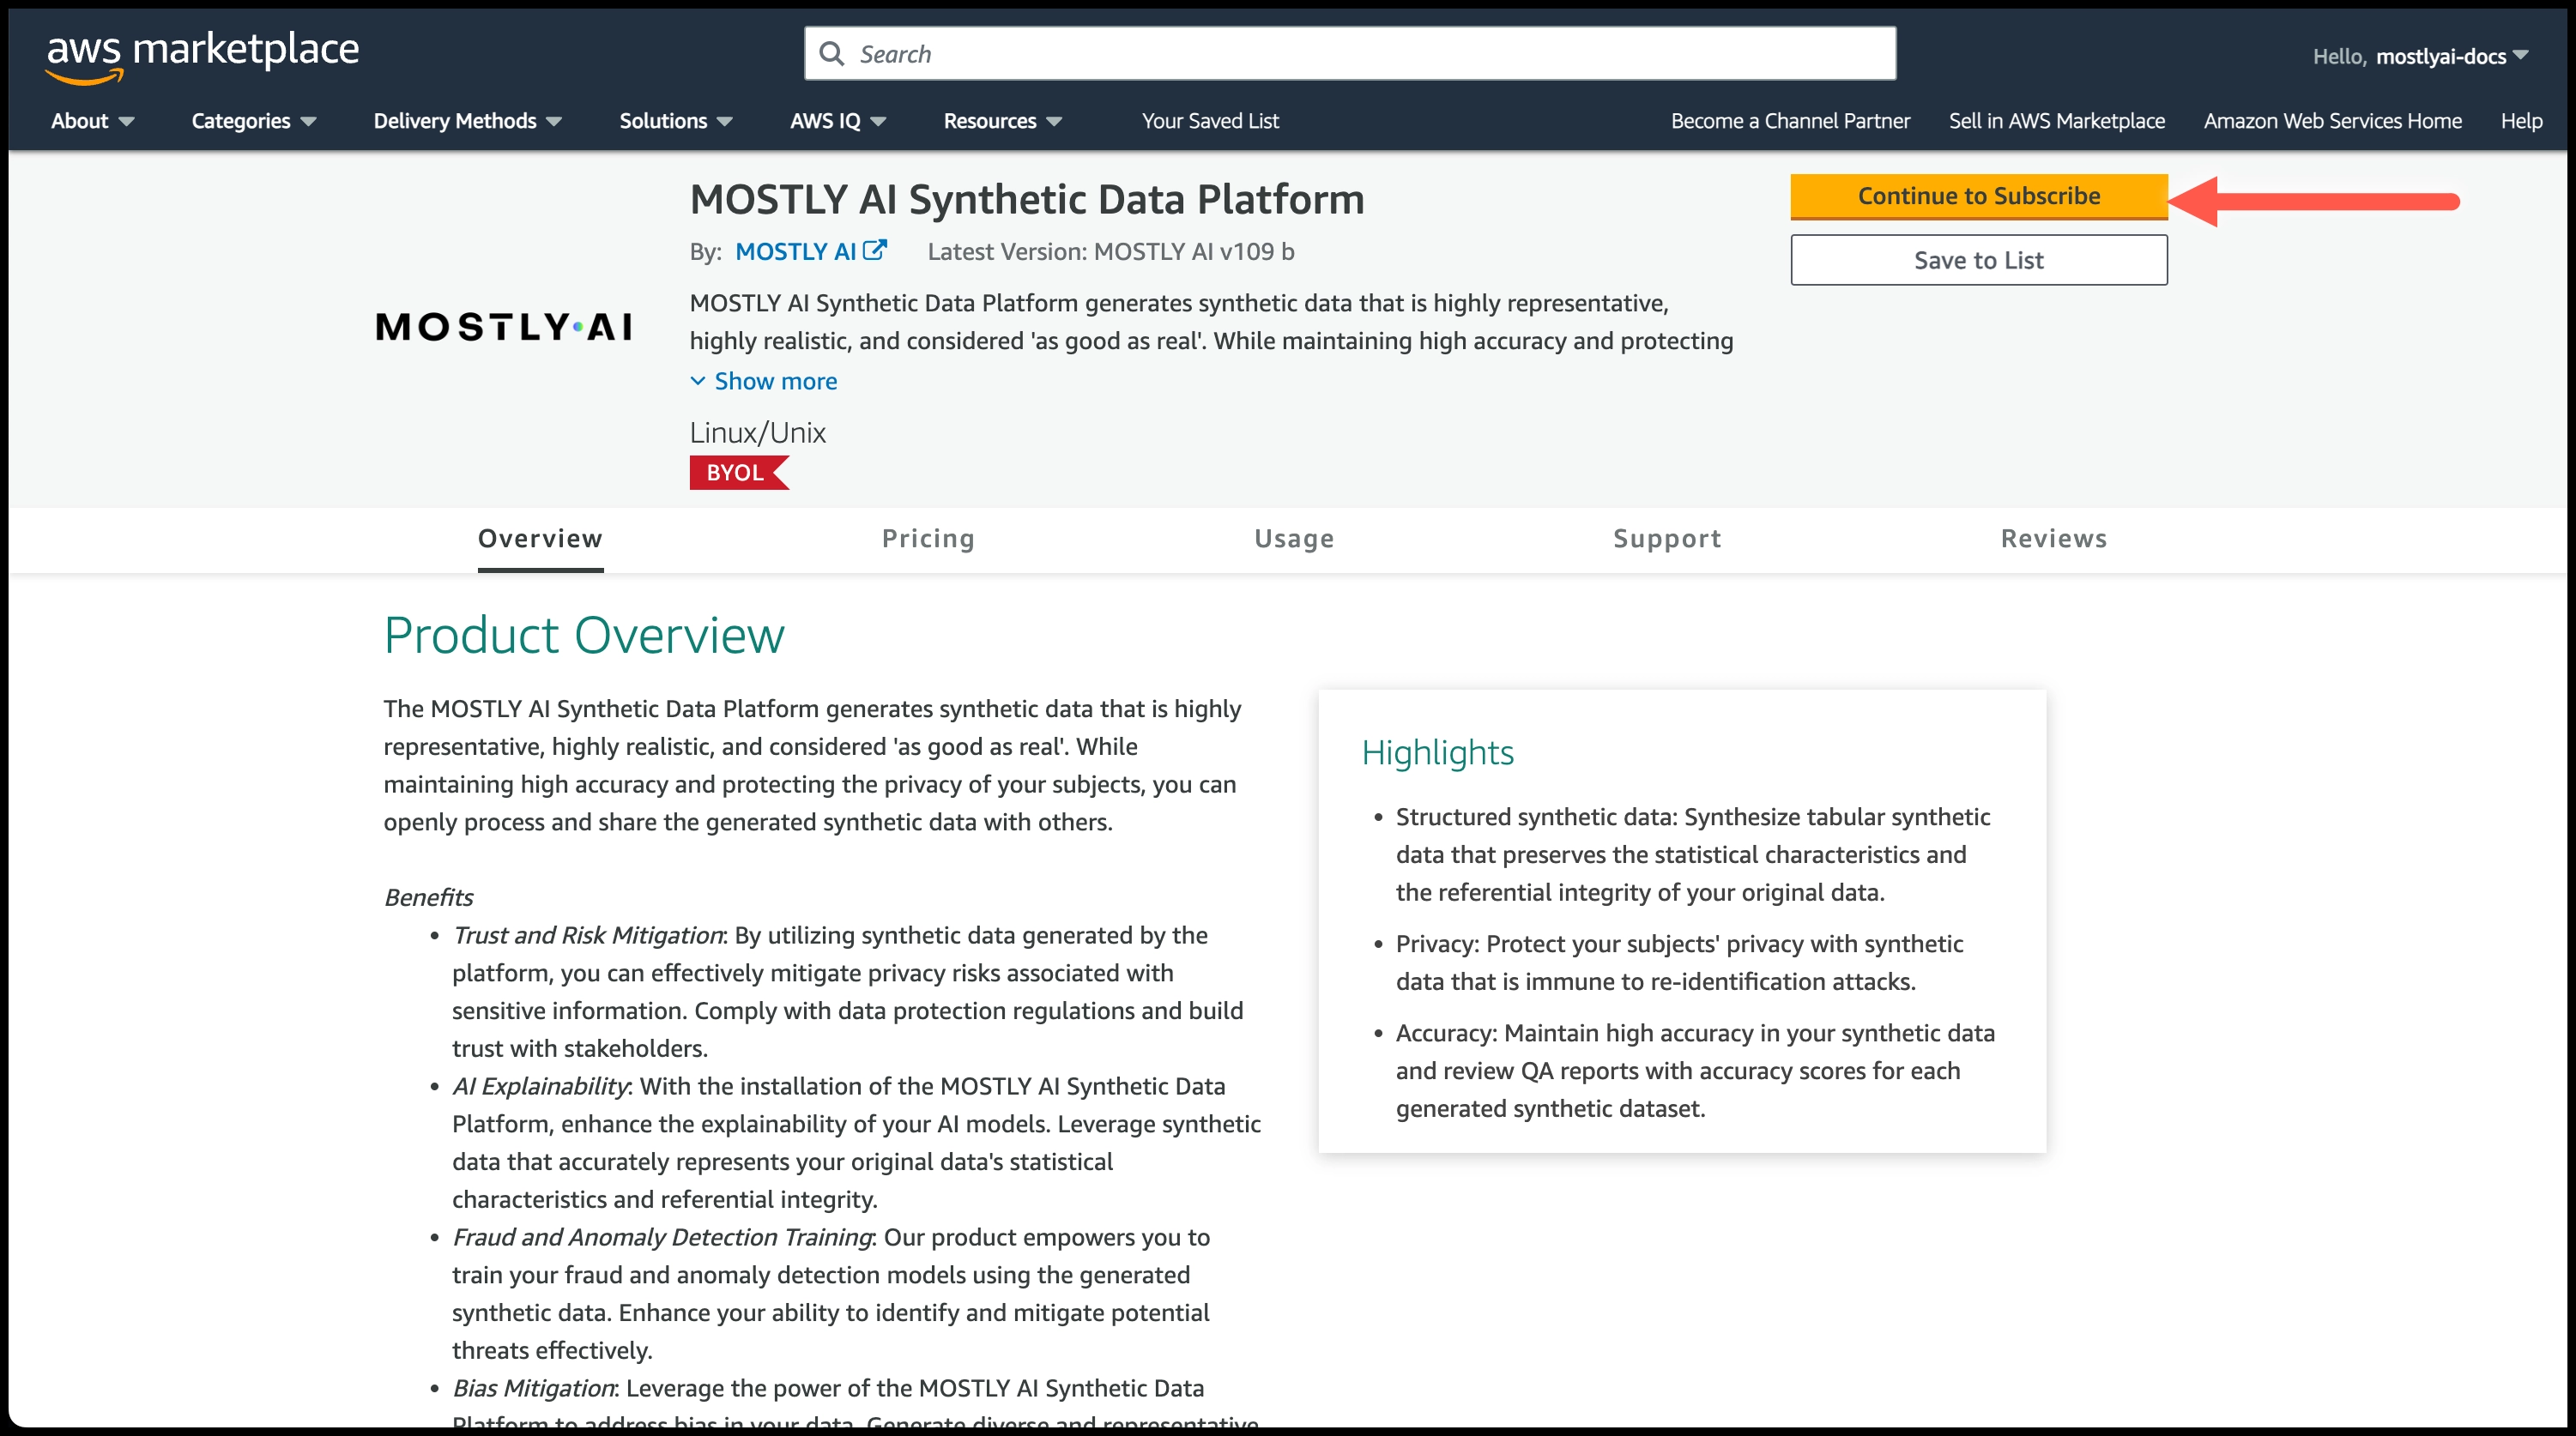 aws marketplace
Search
Hello, mostlyai-docs
About Categories Delivery Methods Solutions AWS IQ Resources Your Saved List Become a Channel Partner Sell in AWS Marketplace Amazon Web Services Home Help
MOSTLY AI Synthetic Data Platform
Continue to Subscribe
By: MOSTLY AI Latest Version: MOSTLY AI v109 b
Save to List
MOSTLY AI
MOSTLY AI Synthetic Data Platform generates synthetic data that is highly representative,
highly realistic, and considered 'as good as real'. While maintaining high accuracy and protecting
Show more
Linux/Unix
BYOL
Overview Pricing Usage Support Reviews
Product Overview
The MOSTLY AI Synthetic Data Platform generates synthetic data that is highly
representative, highly realistic, and considered 'as good as real'. While
maintaining high accuracy and protecting the privacy of your subjects, you can
openly process and share the generated synthetic data with others.
Benefits
• Trust and Risk Mitigation: By utilizing synthetic data generated by the
platform, you can effectively mitigate privacy risks associated with
sensitive information. Comply with data protection regulations and build
trust with stakeholders.
• AI Explainability: With the installation of the MOSTLY AI Synthetic Data
Platform, enhance the explainability of your AI models. Leverage synthetic
data that accurately represents your original data's statistical
characteristics and referential integrity.
• Fraud and Anomaly Detection Training: Our product empowers you to
train your fraud and anomaly detection models using the generated
synthetic data. Enhance your ability to identify and mitigate potential
threats effectively.
• Bias Mitigation: Leverage the power of the MOSTLY AI Synthetic Data
Platform to address bias in your data. Generate diverse and representative
Highlights
• Structured synthetic data: Synthesize tabular synthetic
data that preserves the statistical characteristics and
the referential integrity of your original data.
• Privacy: Protect your subjects' privacy with synthetic
data that is immune to re-identification attacks.
• Accuracy: Maintain high accuracy in your synthetic data
and review QA reports with accuracy scores for each
generated synthetic dataset.